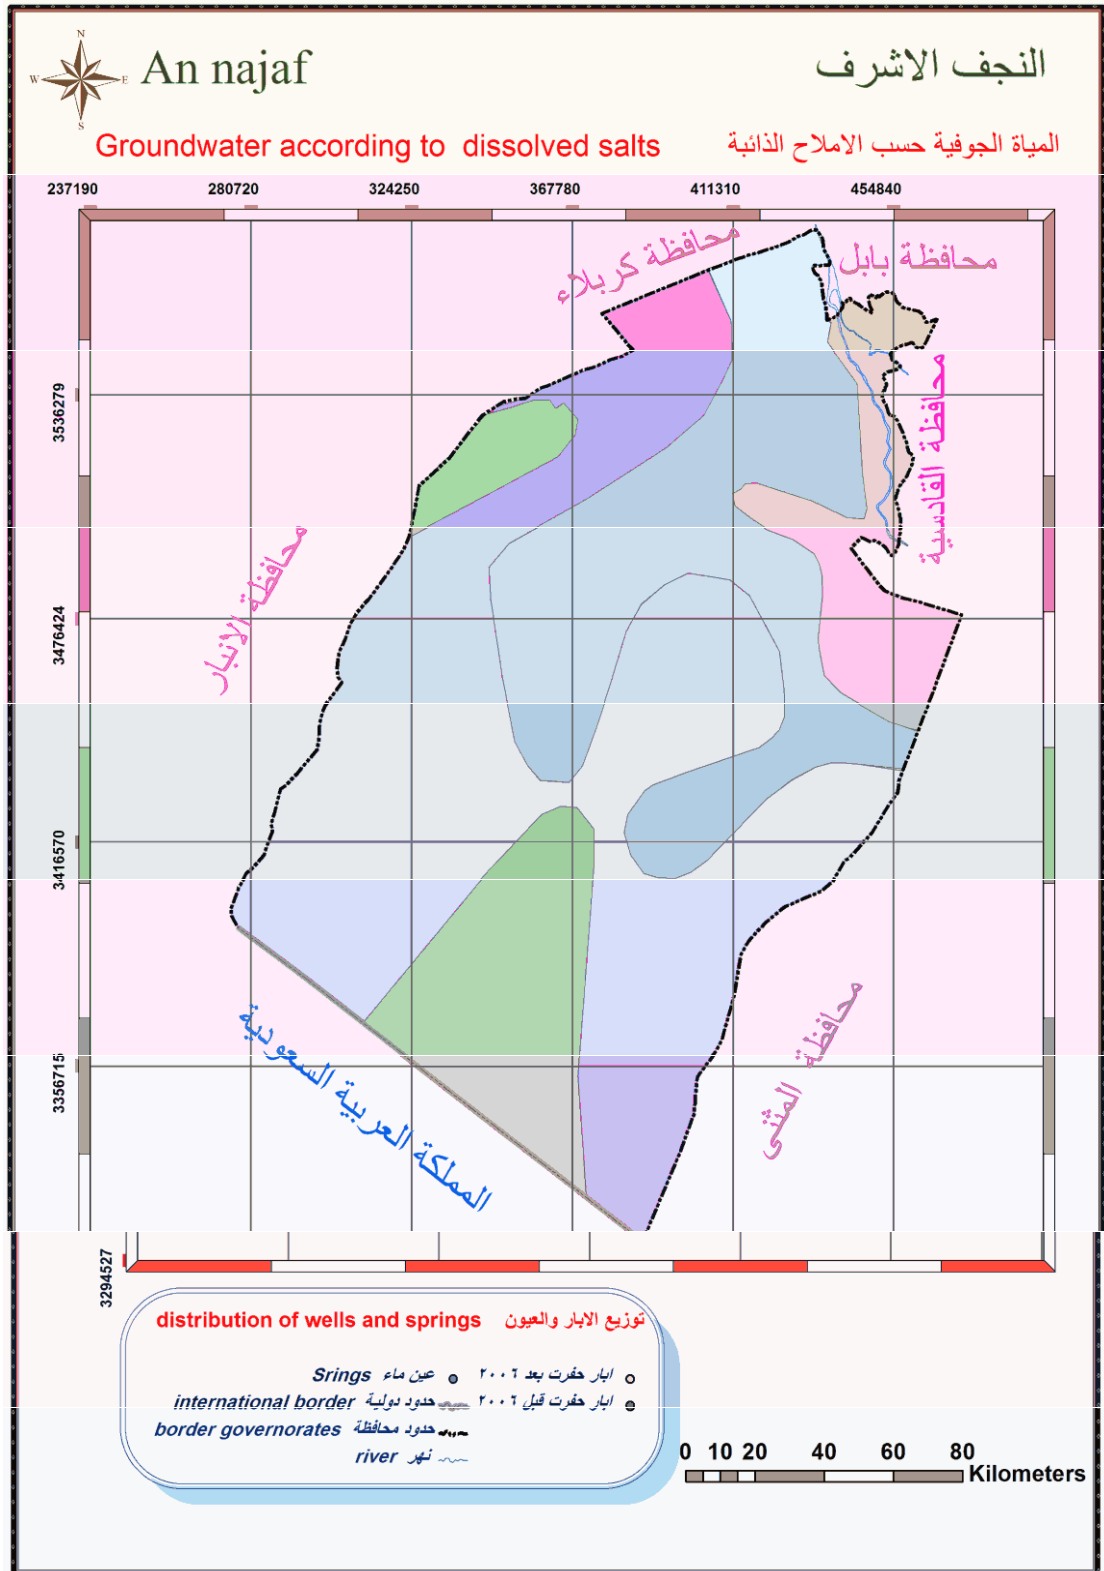 N
W E
S
An najaf
النجف الاشرف
Groundwater according to dissolved salts
المياة الجوفية حسب الاملاح الذائبة
237190 280720 324250 367780 411310 454840
محافظة كربلاء
محافظة بابل
محافظة القادسية
محافظة الانبار
محافظة المثنى
المملكة العربية السعودية
3536279
3476424
3416570
3356715
3294527
distribution of wells and springs توزيع الابار والعيون
Srings عين ماء
ابار حفرت بعد ٢٠٠٦
international border حدود دولية
ابار حفرت قبل ٢٠٠٦
border governorates حدود محافظة
river نهر
0 10 20 40 60 80
Kilometers